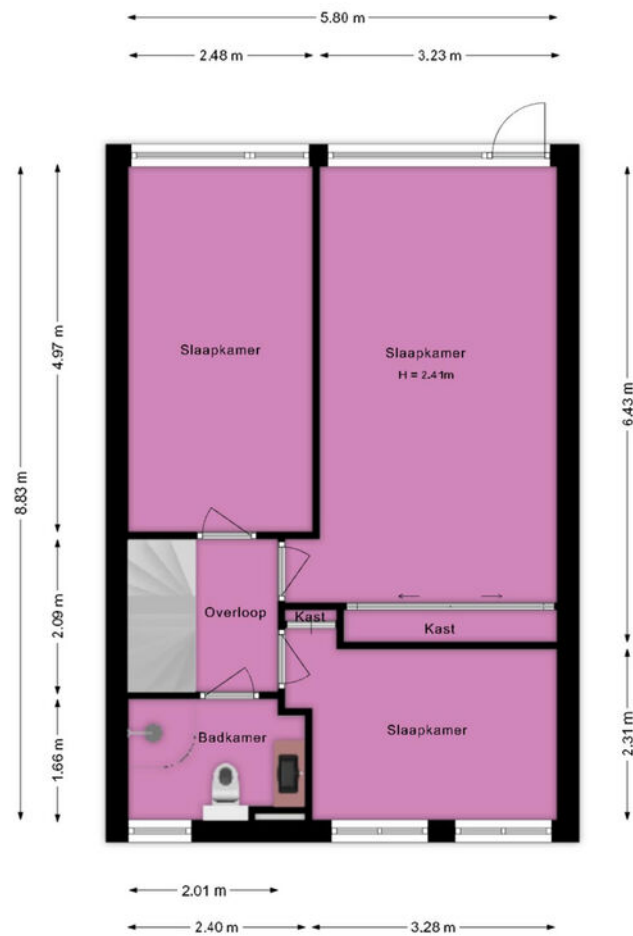 5.80 m
2.48 m
3.23 m
4.97 m
8.83 m
6.43 m
Slaapkamer
Slaapkamer
H = 2.41m
2.09 m
Overloop
Kast
Kast
1.66 m
Badkamer
Slaapkamer
2.31 m
2.01 m
2.40 m
3.28 m